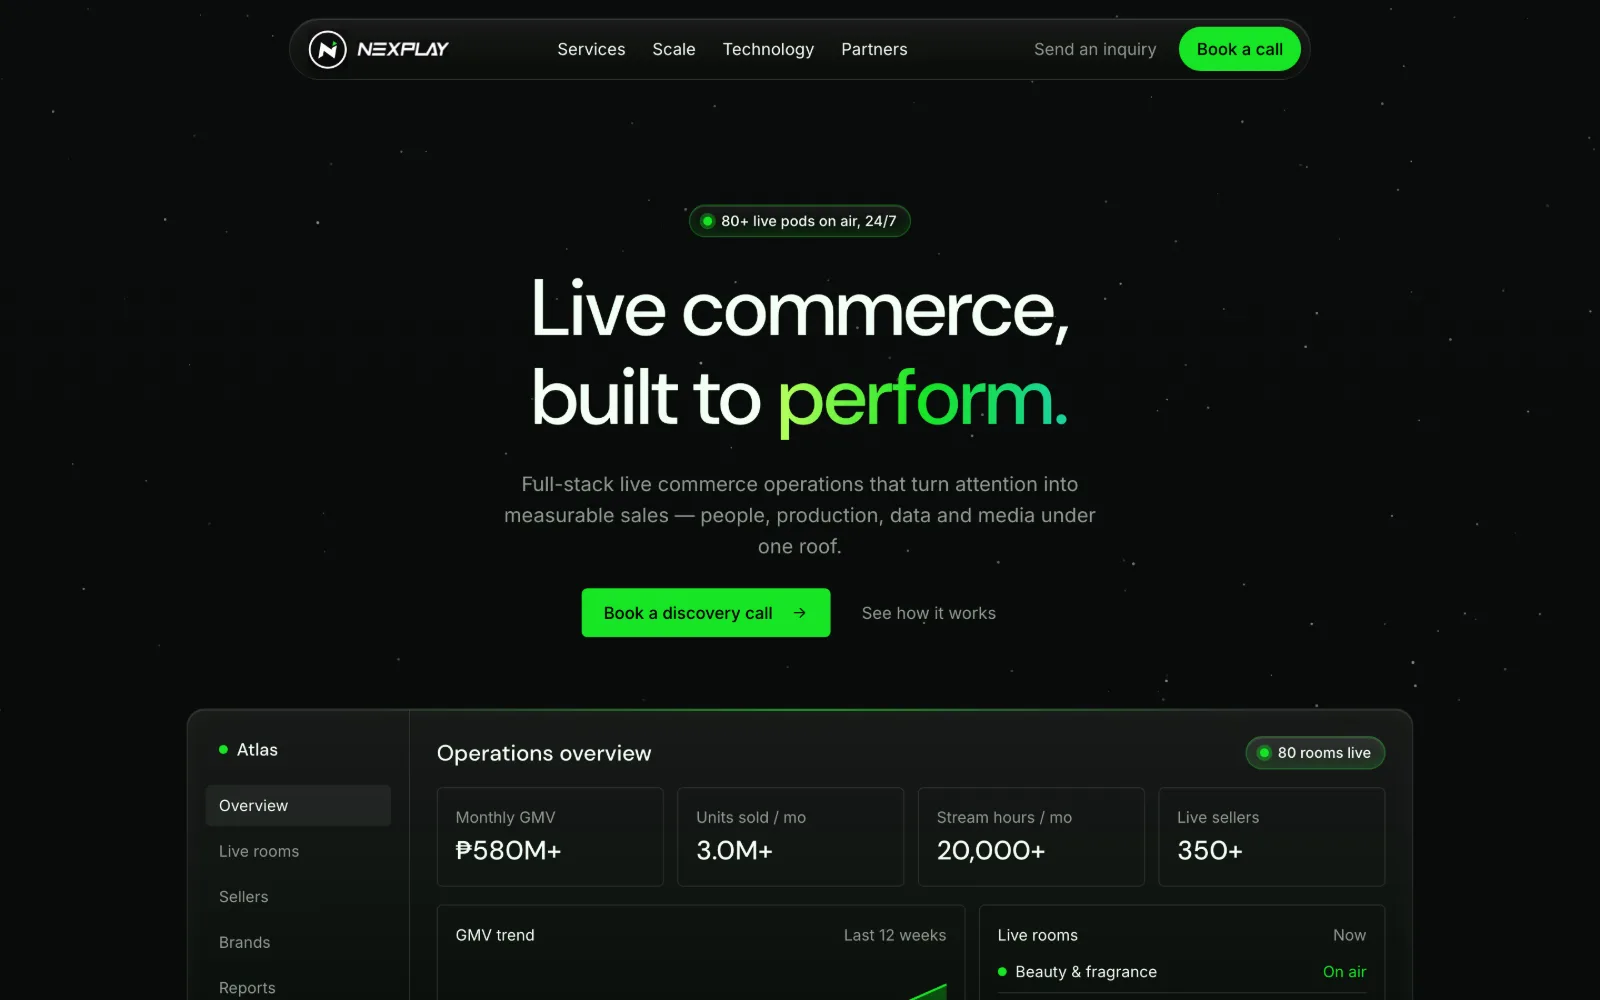 NEXPLAY
Services
Scale
Technology
Partners
Send an inquiry
Book a call
80+ live pods on air, 24/7
Live commerce,
built to perform.
Full-stack live commerce operations that turn attention into
measurable sales — people, production, data and media under
one roof.
Book a discovery call →
See how it works
Atlas
Overview
Live rooms
Sellers
Brands
Reports
Operations overview
80 rooms live
Monthly GMV
₱580M+
Units sold / mo
3.0M+
Stream hours / mo
20,000+
Live sellers
350+
GMV trend
Last 12 weeks
Live rooms
Now
Beauty & fragrance
On air